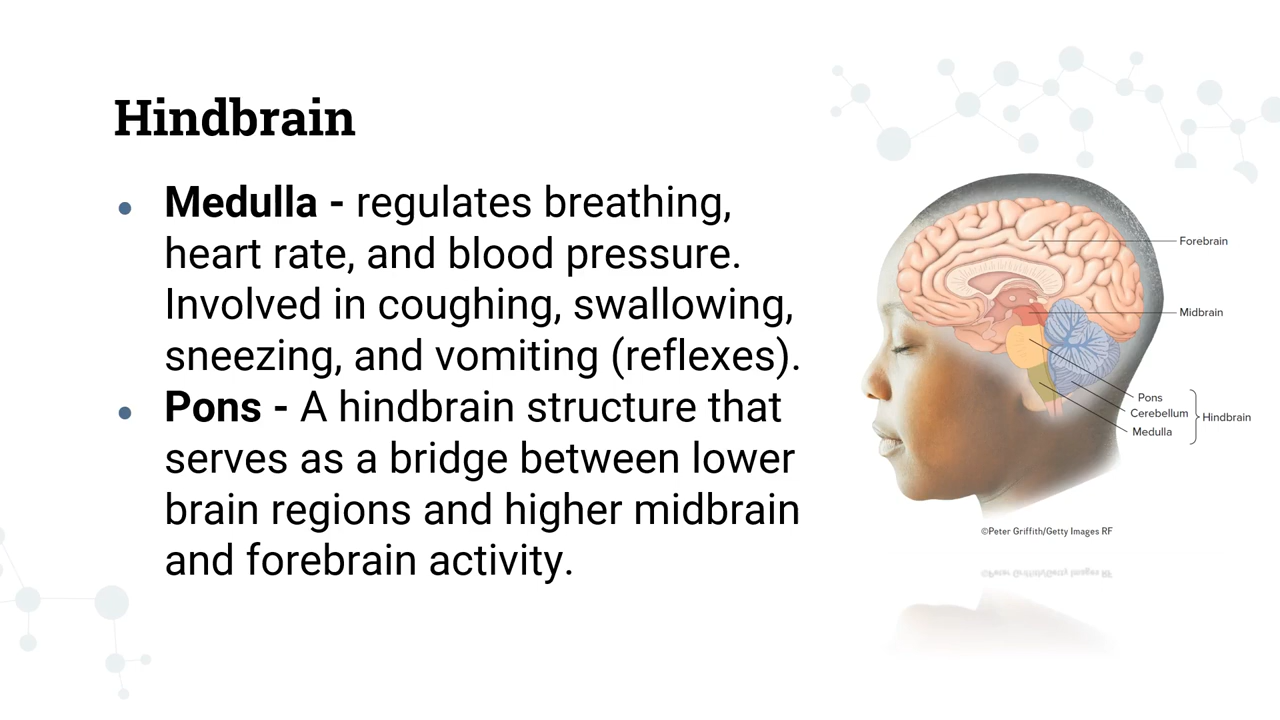 Hindbrain
● Medulla - regulates breathing,
heart rate, and blood pressure.
Involved in coughing, swallowing,
sneezing, and vomiting (reflexes).
● Pons - A hindbrain structure that
serves as a bridge between lower
brain regions and higher midbrain
and forebrain activity.
Forebrain
Midbrain
Pons
Cerebellum
Medulla
Hindbrain
©Peter Griffith/Getty Images RF